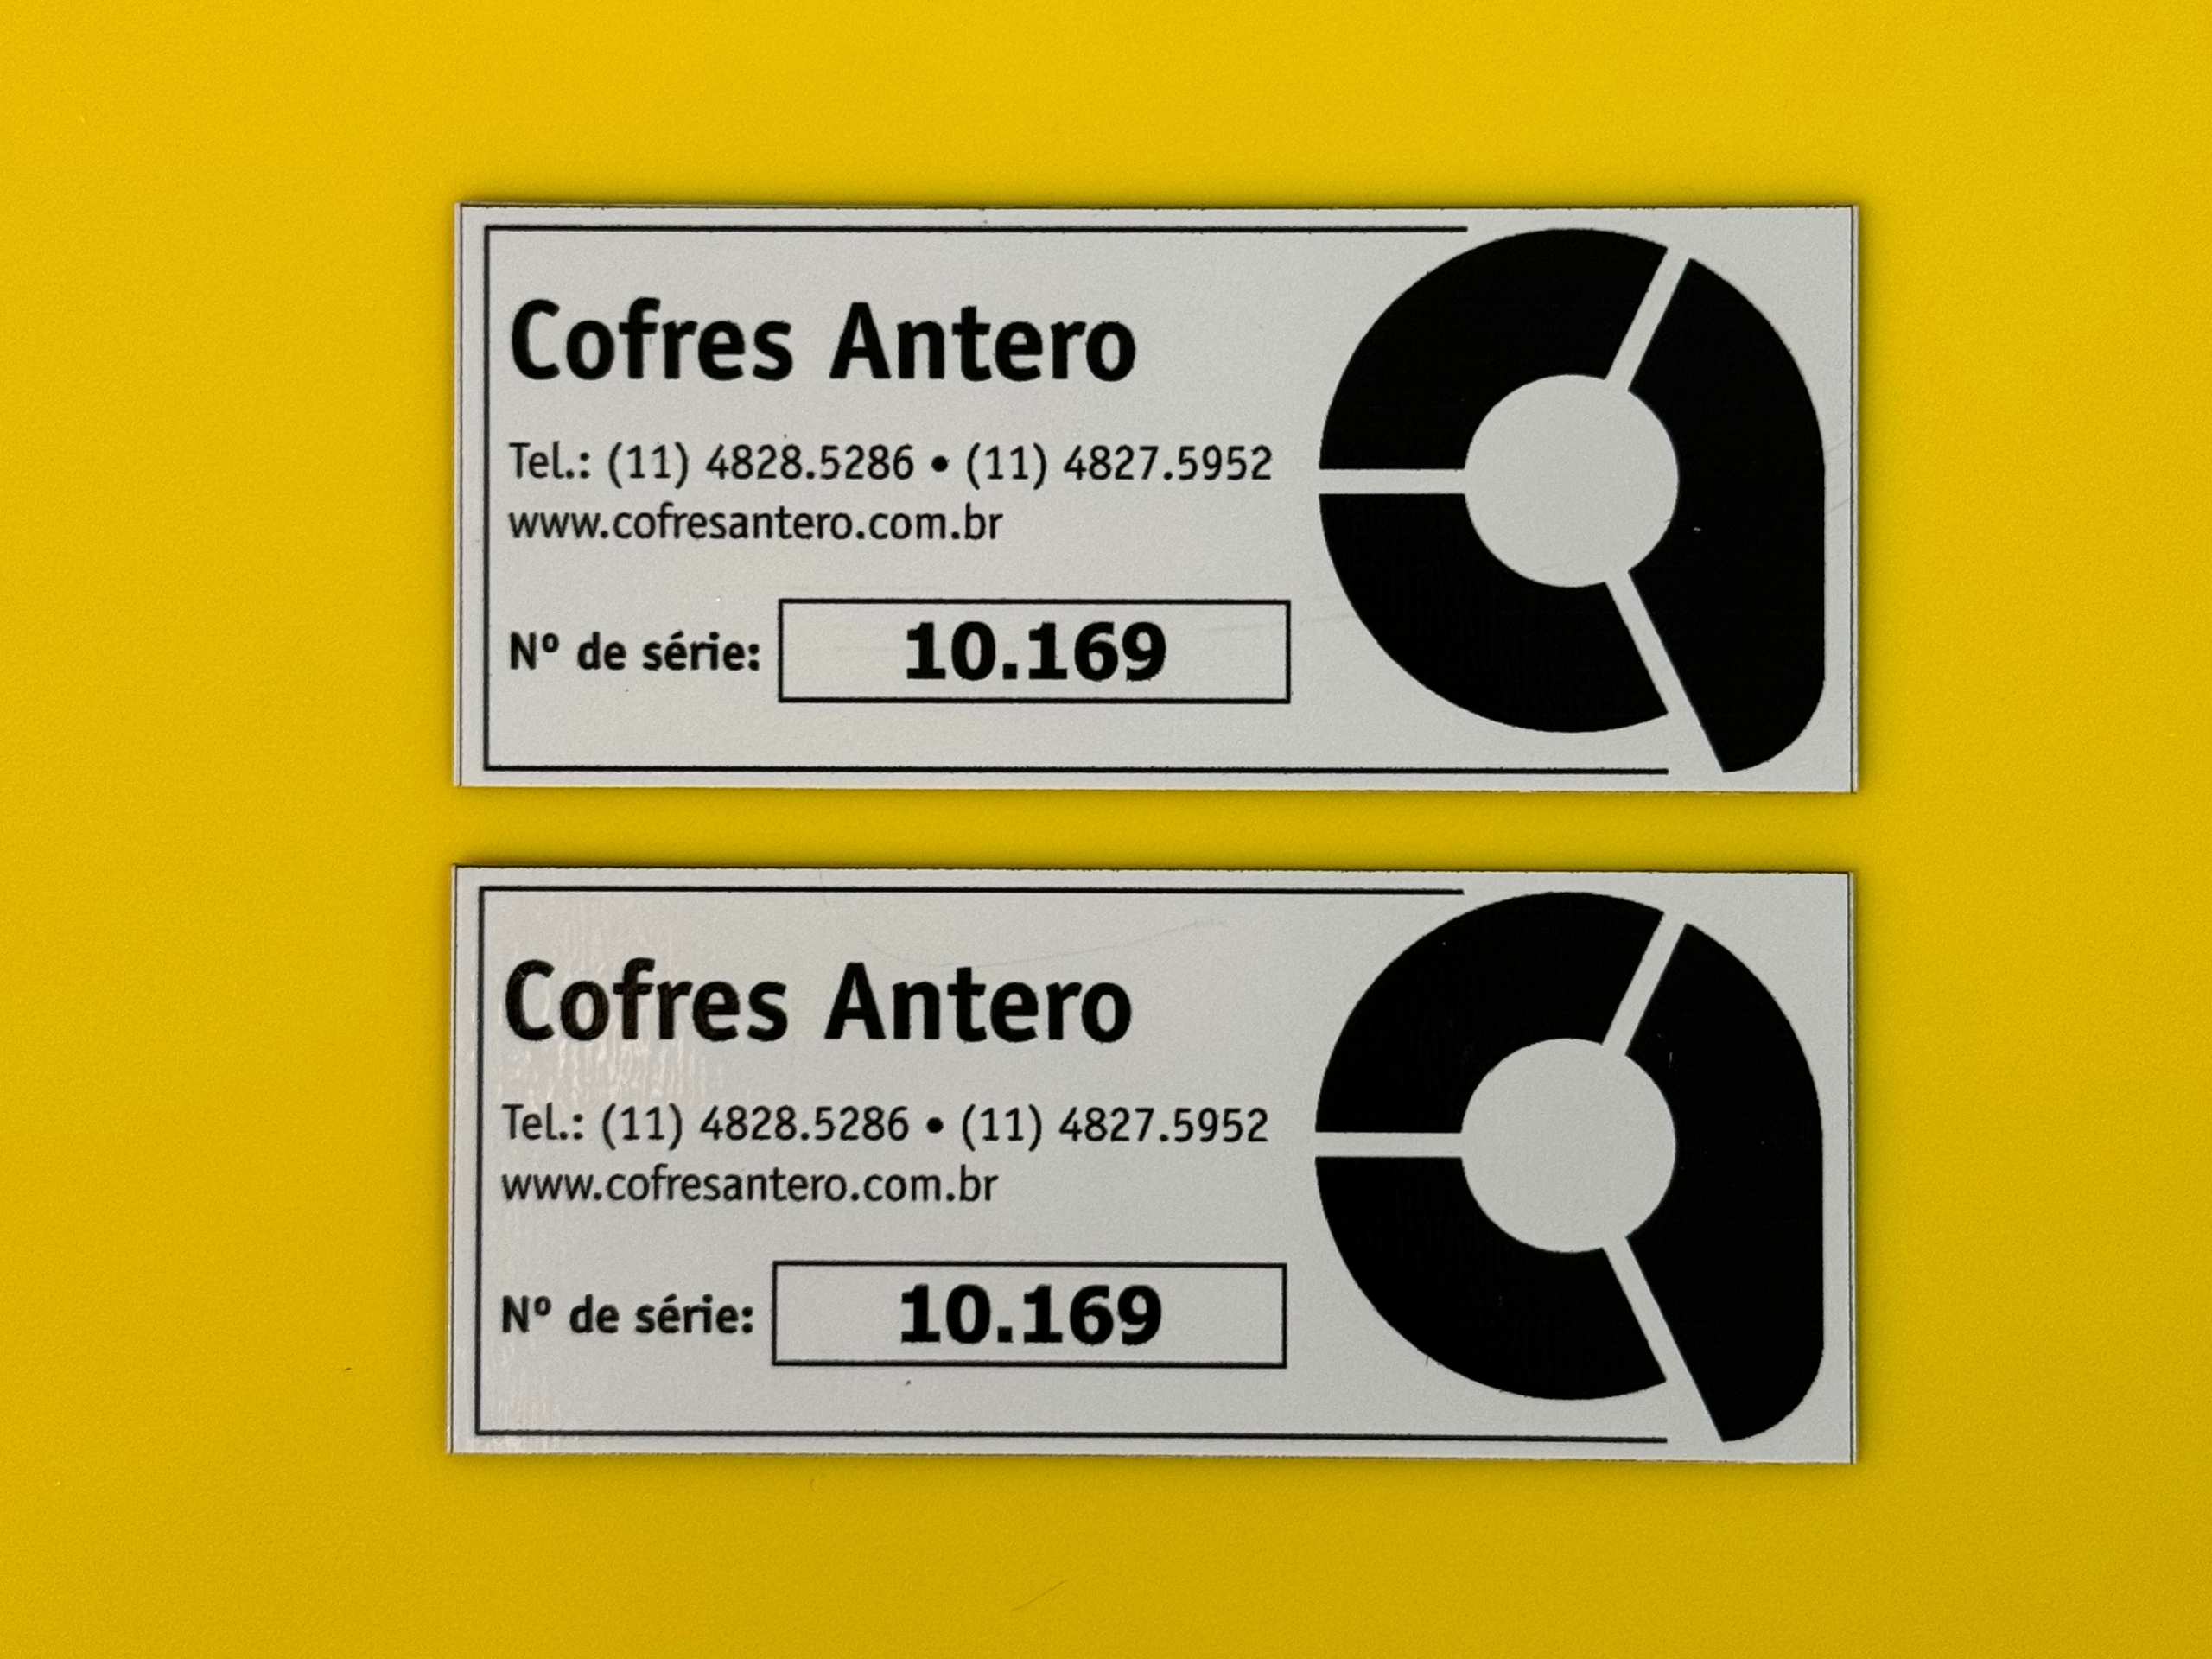 Cofres Antero
Tel.: (11) 4828.5286 • (11) 4827.5952
www.cofresantero.com.br
Nº de série: 10.169
Cofres Antero
Tel.: (11) 4828.5286 • (11) 4827.5952
www.cofresantero.com.br
Nº de série: 10.169